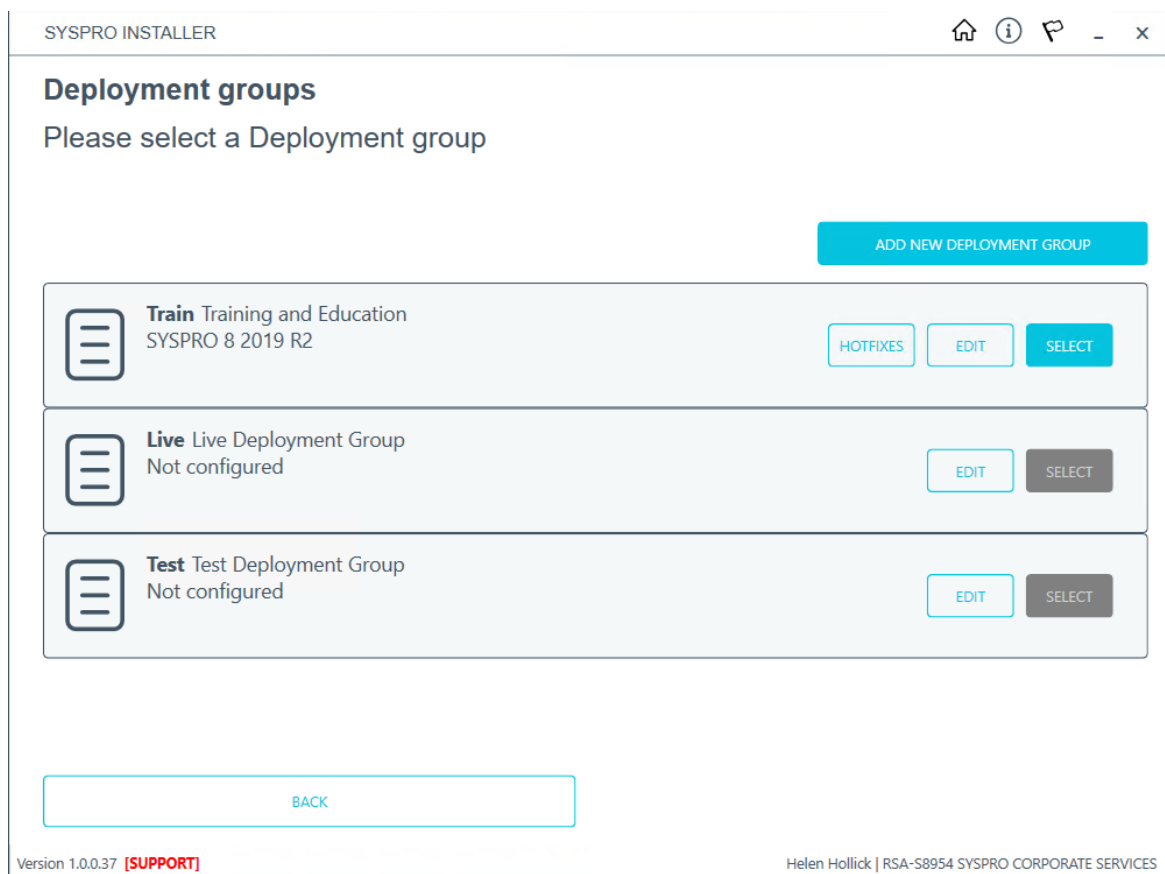 SYSPRO INSTALLER
Deployment groups
Please select a Deployment group
ADD NEW DEPLOYMENT GROUP
Train Training and Education
SYSPRO 8 2019 R2
HOTFIXES EDIT SELECT
Live Live Deployment Group
Not configured
EDIT SELECT
Test Test Deployment Group
Not configured
EDIT SELECT
BACK
Version 1.0.0.37 [SUPPORT] Helen Hollick | RSA-S8954 SYSPRO CORPORATE SERVICES